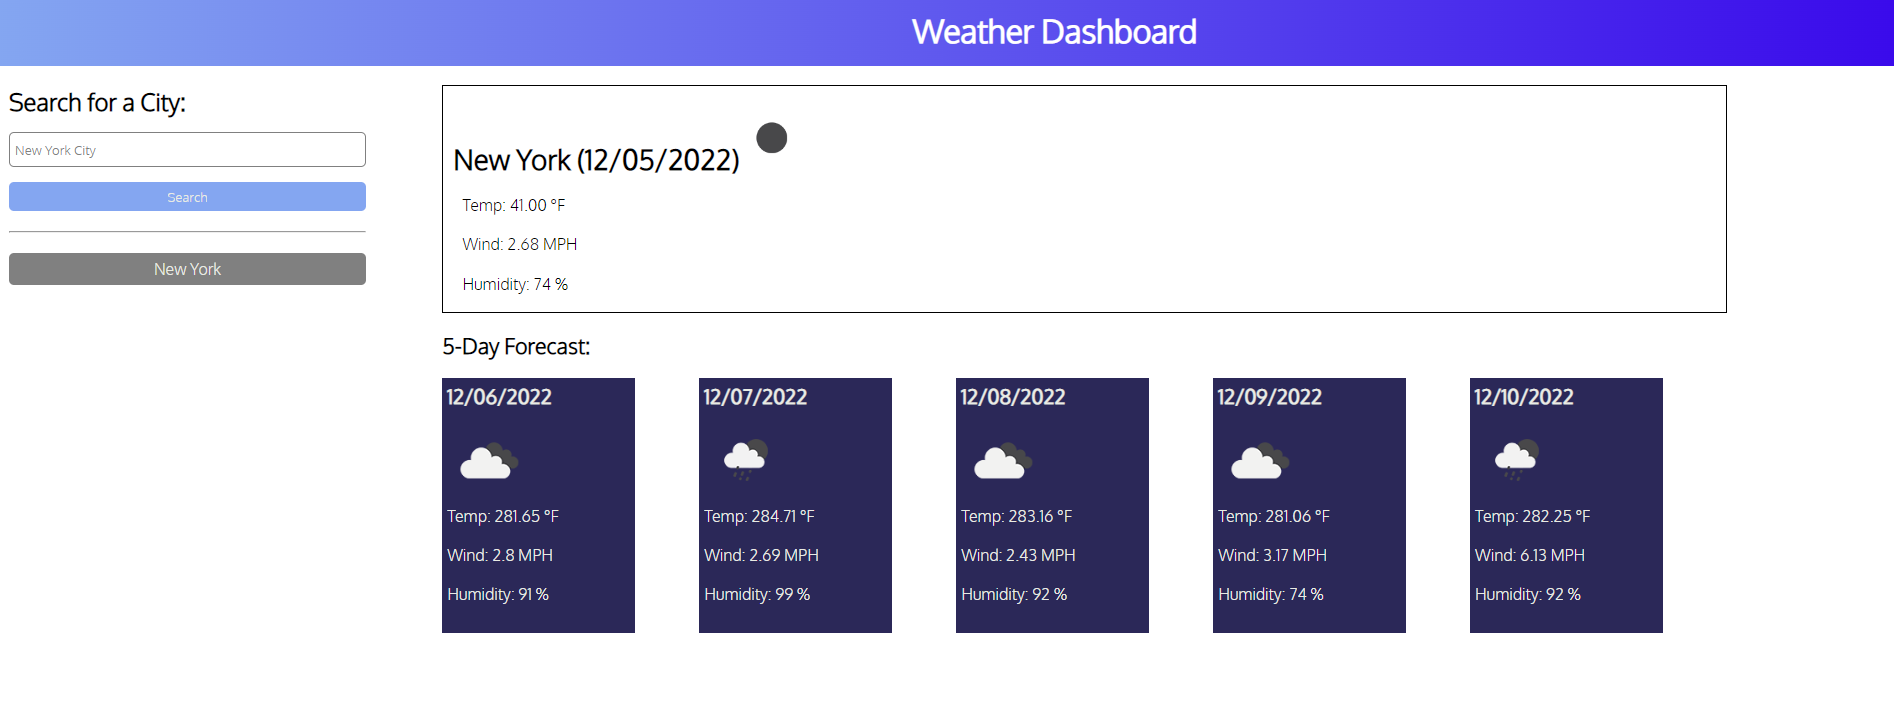 Weather Dashboard
Search for a City:
New York City
Search
New York
New York (12/05/2022)
Temp: 41.00 °F
Wind: 2.68 MPH
Humidity: 74 %
5-Day Forecast:
12/06/2022
Temp: 281.65 °F
Wind: 2.8 MPH
Humidity: 91 %
12/07/2022
Temp: 284.71 °F
Wind: 2.69 MPH
Humidity: 99 %
12/08/2022
Temp: 283.16 °F
Wind: 2.43 MPH
Humidity: 92 %
12/09/2022
Temp: 281.06 °F
Wind: 3.17 MPH
Humidity: 74 %
12/10/2022
Temp: 282.25 °F
Wind: 6.13 MPH
Humidity: 92 %